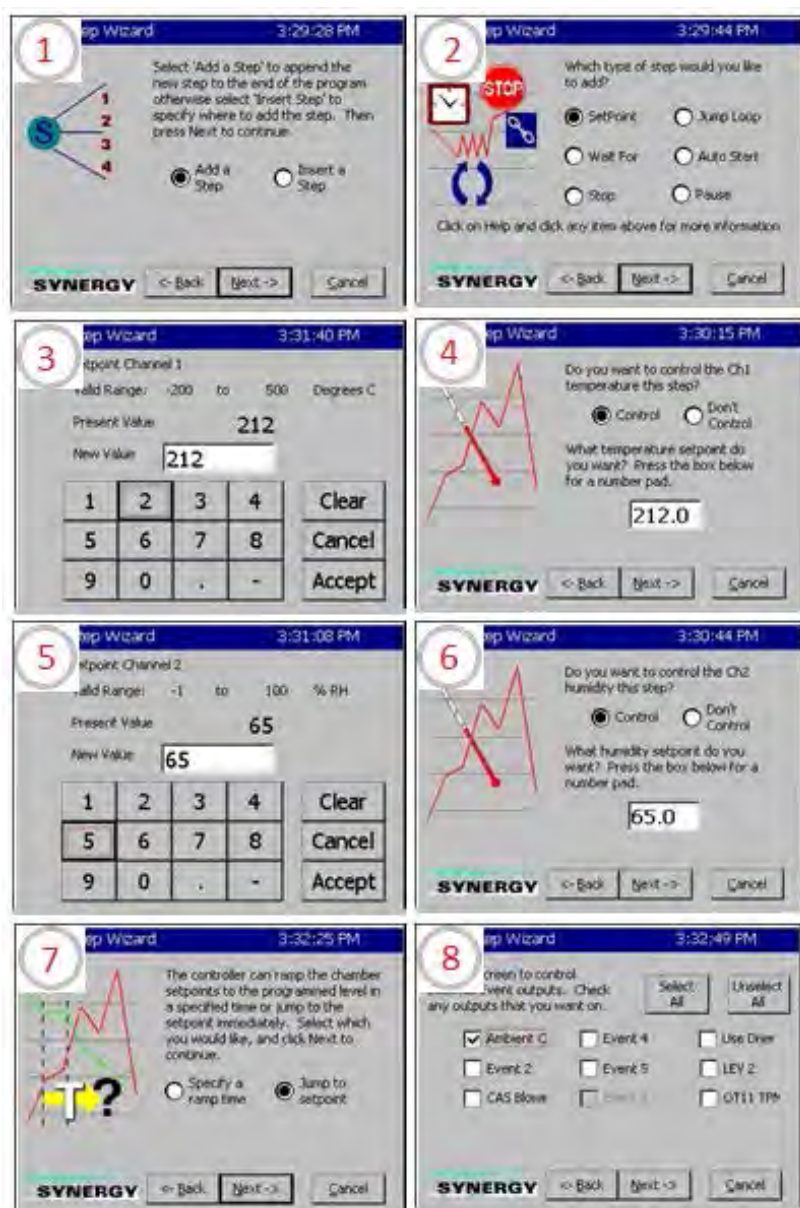 1
ep Wizard 3:29:28 PM
Select 'Add a Step' to append the
new step to the end of the program
otherwise select 'Insert Step' to
specify where to add the step. Then
press Next to continue.
S
1
2
3
4
Add a Step
Insert a Step
SYNERGY <- Back Next -> Cancel
2
ep Wizard 3:29:44 PM
Which type of step would you like
to add?
STOP
SetPoint Jump Loop
Wait For Auto Start
Stop Pause
Click on Help and click any item above for more information
SYNERGY <- Back Next -> Cancel
3
tep Wizard 3:31:40 PM
etpoint Channel 1
Valid Range: -200 to 500 Degrees C
Present Value 212
New Value 212
1 2 3 4 Clear
5 6 7 8 Cancel
9 0 . - Accept
4
ep Wizard 3:30:15 PM
Do you want to control the Ch1
temperature this step?
Control Don't Control
What temperature setpoint do
you want? Press the box below
for a number pad.
212.0
SYNERGY <- Back Next -> Cancel
5
tep Wizard 3:31:08 PM
etpoint Channel 2
Valid Range: -1 to 100 % RH
Present Value 65
New Value 65
1 2 3 4 Clear
5 6 7 8 Cancel
9 0 . - Accept
6
ep Wizard 3:30:44 PM
Do you want to control the Ch2
humidity this step?
Control Don't Control
What humidity setpoint do you
want? Press the box below for a
number pad.
65.0
SYNERGY <- Back Next -> Cancel
7
ep Wizard 3:32:25 PM
The controller can ramp the chamber
setpoints to the programmed level in
a specified time or jump to the
setpoint immediately. Select which
you would like, and click Next to
continue.
T ?
Specify a ramp time
Jump to setpoint
SYNERGY <- Back Next -> Cancel
8
ep Wizard 3:32:49 PM
creen to control
vent outputs. Check
any outputs that you want on.
Select All
Unselect All
Ambient C Event 4 Use Drier
Event 2 Event 5 LEV 2
CAS Blowe OT11 TPM
SYNERGY <- Back Next -> Cancel